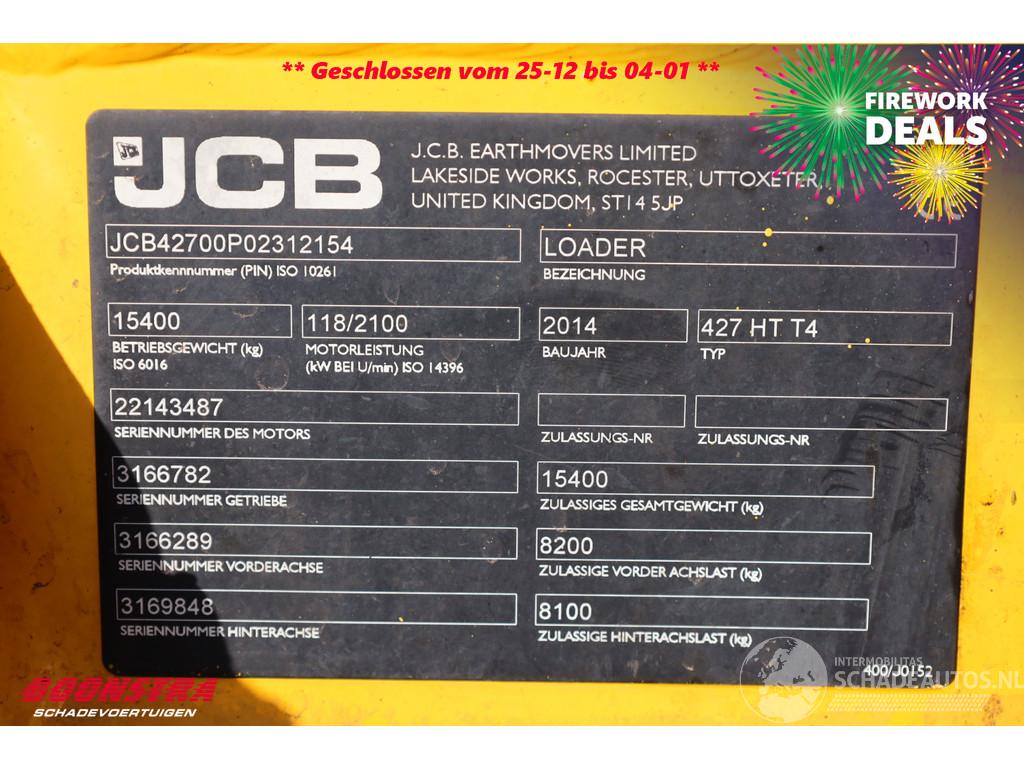 ** Geschlossen vom 25-12 bis 04-01 **
FIREWORK
DEALS
JCB
J.C.B. EARTHMOVERS LIMITED
LAKESIDE WORKS, ROCESTER, UTTOXETER,
UNITED KINGDOM, ST14 5JP
JCB42700P02312154
LOADER
Produktkennnummer (PIN) ISO 10261
BEZEICHNUNG
15400
118/2100
2014
427 HT T4
BETRIEBSGEWICHT (kg)
ISO 6016
MOTORLEISTUNG
(kW BEI U/min) ISO 14396
BAUJAHR
TYP
22143487
SERIENNUMMER DES MOTORS
ZULASSUNGS-NR
ZULASSUNGS-NR
3166782
15400
SERIENNUMMER GETRIEBE
ZULASSIGES GESAMTGEWICHT (kg)
3166289
8200
SERIENNUMMER VORDERACHSE
ZULASSIGE VORDER ACHSLAST (kg)
3169848
8100
SERIENNUMMER HINTERACHSE
ZULASSIGE HINTERACHSLAST (kg)
400/J0152
BOONSTRA
SCHADEVOERTUIGEN
INTERMOBILITAS
SCHADEAUTOS.NL